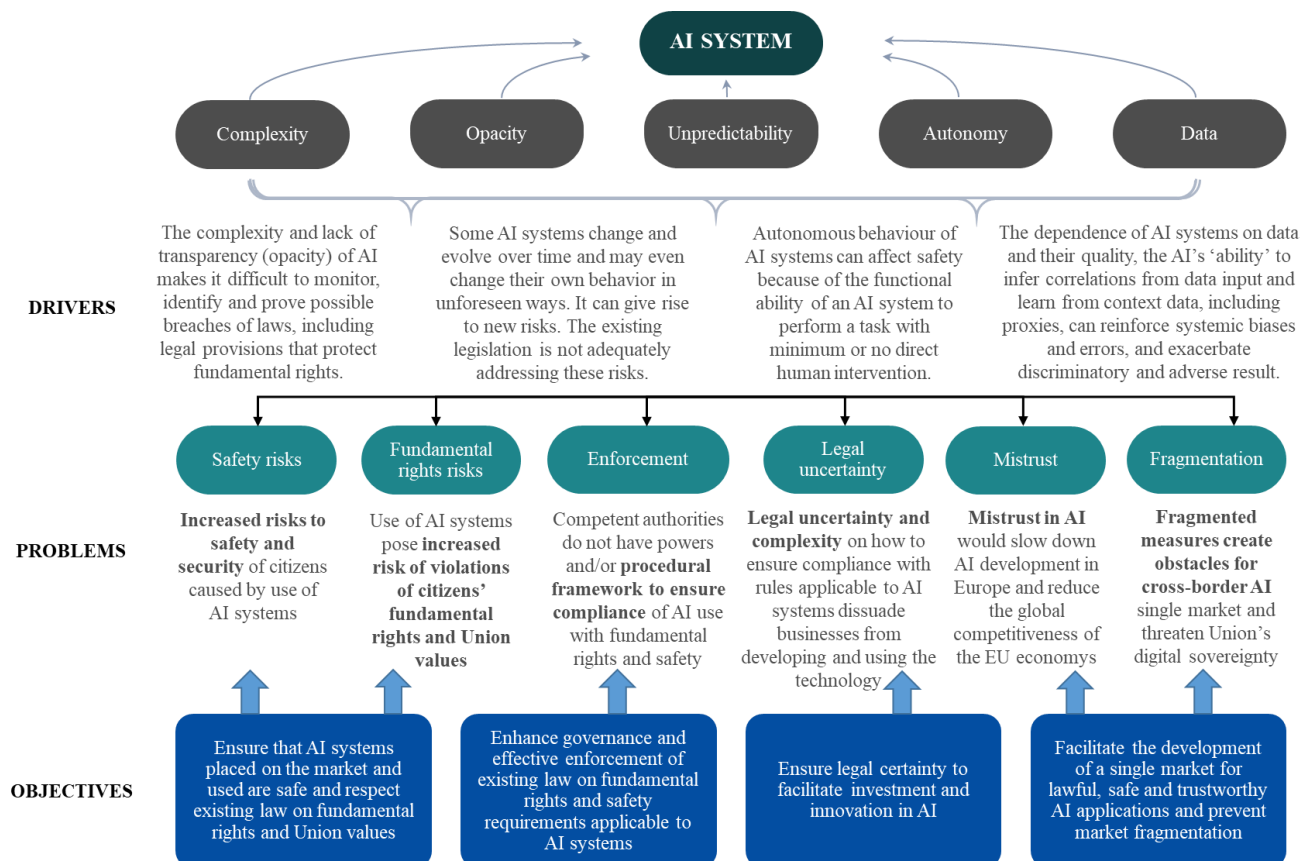 AI SYSTEM
Complexity
Opacity
Unpredictability
Autonomy
Data
DRIVERS
The complexity and lack of
transparency (opacity) of AI
makes it difficult to monitor,
identify and prove possible
breaches of laws, including
legal provisions that protect
fundamental rights.
Some AI systems change and
evolve over time and may even
change their own behavior in
unforeseen ways. It can give rise
to new risks. The existing
legislation is not adequately
addressing these risks.
Autonomous behaviour of
AI systems can affect safety
because of the functional
ability of an AI system to
perform a task with
minimum or no direct
human intervention.
The dependence of AI systems on data
and their quality, the AI’s ‘ability’ to
infer correlations from data input and
learn from context data, including
proxies, can reinforce systemic biases
and errors, and exacerbate
discriminatory and adverse result.
Safety risks
Fundamental
rights risks
Enforcement
Legal
uncertainty
Mistrust
Fragmentation
PROBLEMS
Increased risks to
safety and
security of citizens
caused by use of
AI systems
Use of AI systems
pose increased
risk of violations of
citizens’
fundamental
rights and Union
values
Competent authorities
do not have powers
and/or procedural
framework to ensure
compliance of AI use
with fundamental
rights and safety
Legal uncertainty and
complexity on how to
ensure compliance with
rules applicable to AI
systems dissuade
businesses from
developing and using the
technology
Mistrust in AI
would slow down
AI development in
Europe and reduce
the global
competitiveness of
the EU economys
Fragmented
measures create
obstacles for
cross-border AI
single market and
threaten Union’s
digital sovereignty
OBJECTIVES
Ensure that AI systems
placed on the market and
used are safe and respect
existing law on fundamental
rights and Union values
Enhance governance and
effective enforcement of
existing law on fundamental
rights and safety
requirements applicable to
AI systems
Ensure legal certainty to
facilitate investment and
innovation in AI
Facilitate the development
of a single market for
lawful, safe and trustworthy
AI applications and prevent
market fragmentation